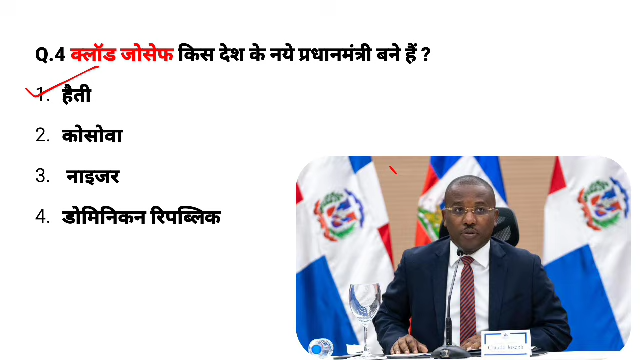 Q.4 क्लॉड जोसेफ किस देश के नये प्रधानमंत्री बने हैं ?
1. हैती
2. कोसोवा
3. नाइजर
4. डोमिनिकन रिपब्लिक